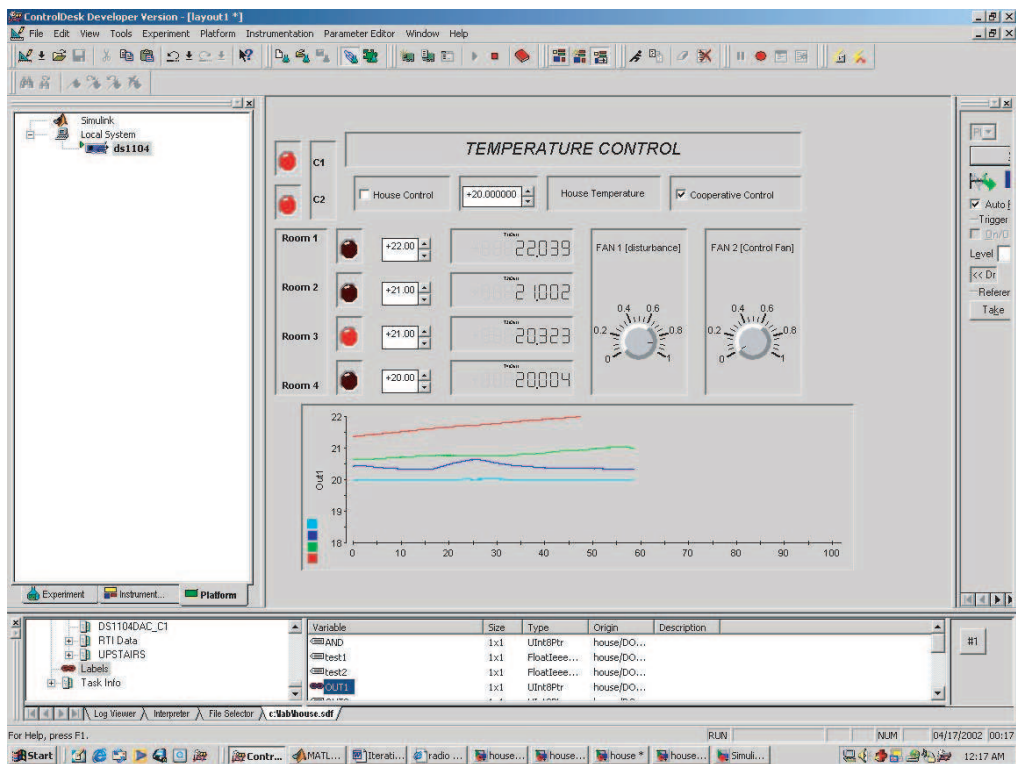 ControlDesk Developer Version - [layout1 *]
File Edit View Tools Experiment Platform Instrumentation Parameter Editor Window Help
Simulink
Local System
ds1104
TEMPERATURE CONTROL
C1
C2
House Control
+20.000000
House Temperature
Cooperative Control
Room 1
+22.00
22.039
Room 2
+21.00
21.002
Room 3
+21.00
20.323
Room 4
+20.00
20.004
FAN 1 [disturbance]
0 0.2 0.4 0.6 0.8 1
FAN 2 [Control Fan]
0 0.2 0.4 0.6 0.8 1
Out1
22
21
20
19
18
0 10 20 30 40 50 60 70 80 90 100
Auto
Trigger
On/O
Level
<< Dr
Referer
Take
Experiment Instrument... Platform
DS1104DAC_C1
RTI Data
UPSTAIRS
Labels
Task Info
Variable Size Type Origin Description
AND 1x1 UInt8Ptr house/DO...
test1 1x1 FloatIeee... house/DO...
test2 1x1 FloatIeee... house/DO...
OUT1 1x1 UInt8Ptr house/DO...
#1
Log Viewer Interpreter File Selector c:\lab\house.sdf
For Help, press F1.
RUN NUM 04/17/2002 00:17
Start Contr... MATL... Iterati... radio ... house... house... house * house... Simuli... 12:17 AM